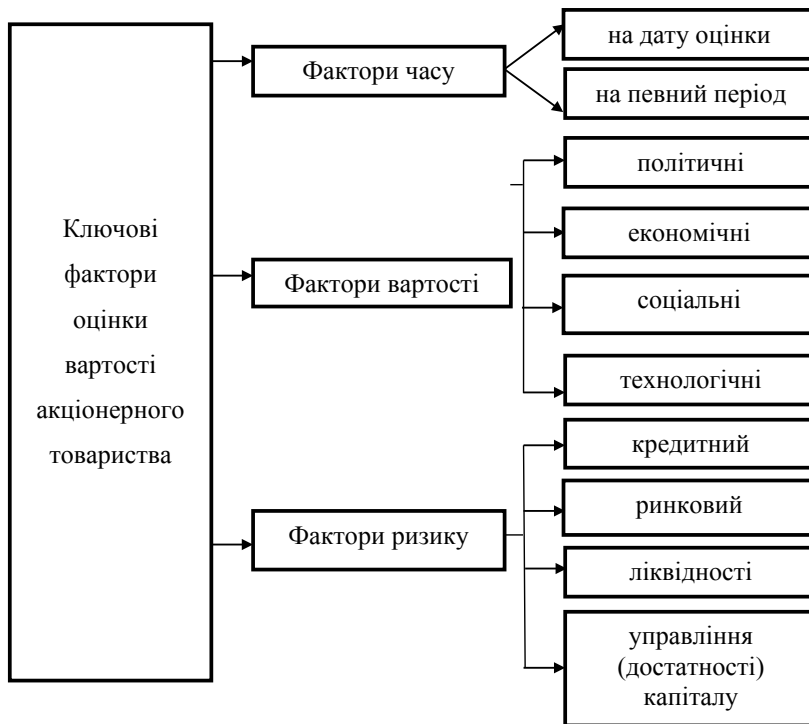 Ключові
фактори
оцінки
вартості
акціонерного
товариства
Фактори часу
на дату оцінки
на певний період
Фактори вартості
політичні
економічні
соціальні
технологічні
Фактори ризику
кредитний
ринковий
ліквідності
управління
(достатності)
капіталу